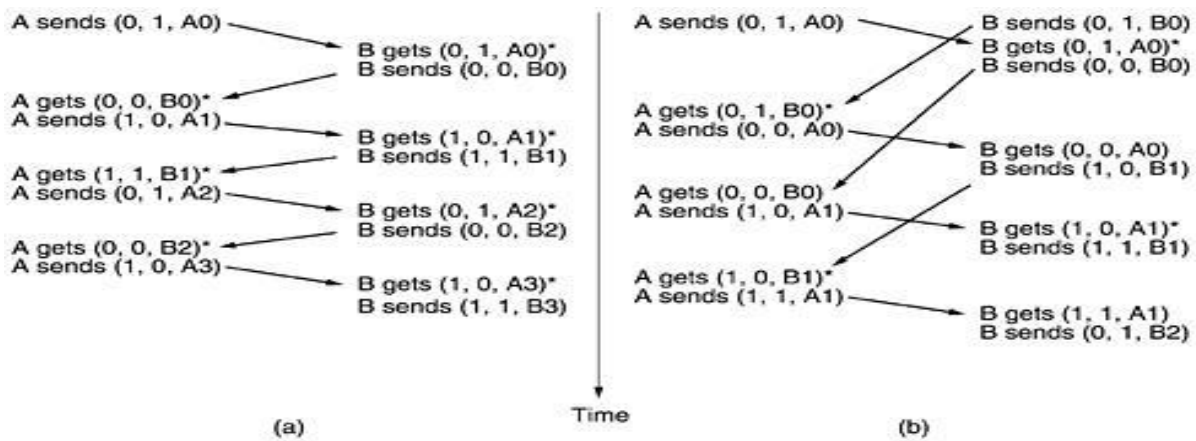 A sends (0, 1, A0)
B gets (0, 1, A0)*
B sends (0, 0, B0)
A gets (0, 0, B0)*
A sends (1, 0, A1)
B gets (1, 0, A1)*
B sends (1, 1, B1)
A gets (1, 1, B1)*
A sends (0, 1, A2)
B gets (0, 1, A2)*
B sends (0, 0, B2)
A gets (0, 0, B2)*
A sends (1, 0, A3)
B gets (1, 0, A3)*
B sends (1, 1, B3)
(a)
Time
A sends (0, 1, A0)
B sends (0, 1, B0)
B gets (0, 1, A0)*
B sends (0, 0, B0)
A gets (0, 1, B0)*
A sends (0, 0, A0)
B gets (0, 0, A0)
B sends (1, 0, B1)
A gets (0, 0, B0)
A sends (1, 0, A1)
B gets (1, 0, A1)*
B sends (1, 1, B1)
A gets (1, 0, B1)*
A sends (1, 1, A1)
B gets (1, 1, A1)
B sends (0, 1, B2)
(b)